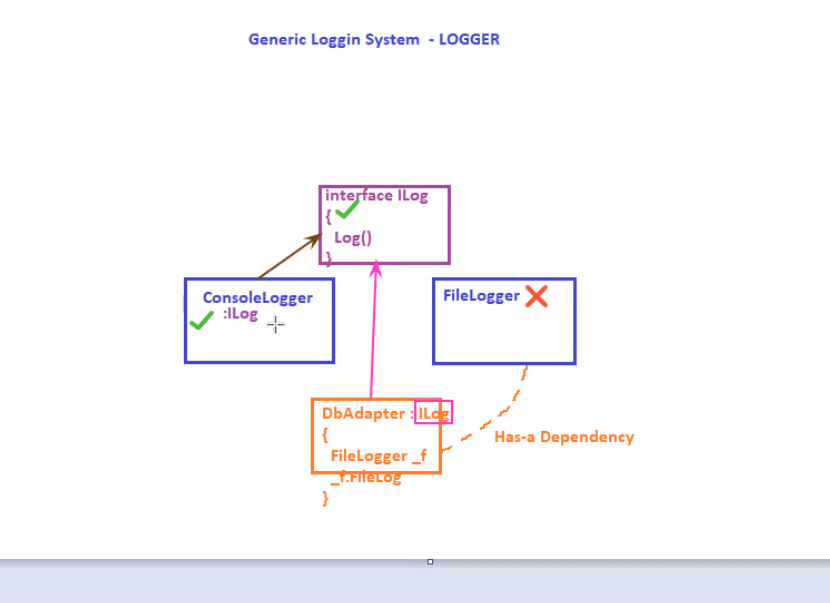 Generic Loggin System - LOGGER
interface ILog
{
Log()
}
ConsoleLogger
:ILog
FileLogger
DbAdapter : ILog
{
FileLogger _f
_f.FileLog
}
Has-a Dependency